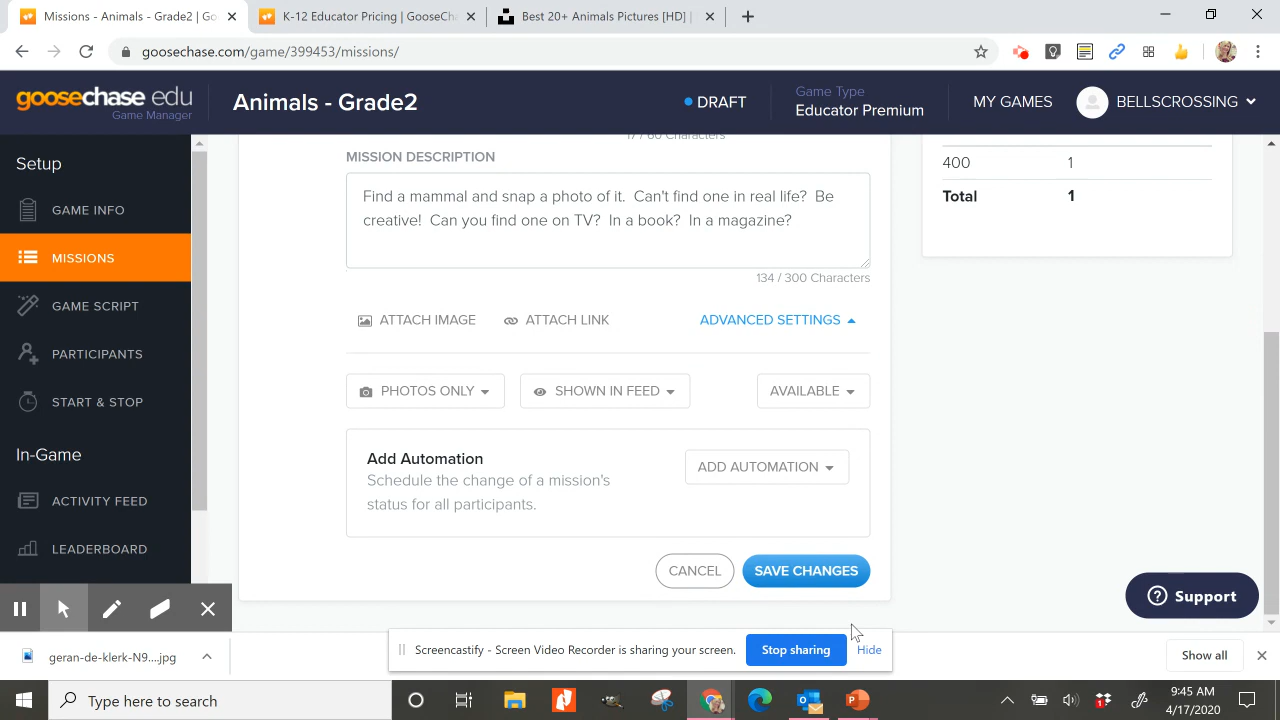 Missions - Animals - Grade2 | Go
K-12 Educator Pricing | GooseCha
Best 20+ Animals Pictures [HD] |
goosechase.com/game/399453/missions/
goosechase edu
Game Manager
Animals - Grade2
DRAFT
Game Type
Educator Premium
MY GAMES
BELLSCROSSING
Setup
GAME INFO
MISSIONS
GAME SCRIPT
PARTICIPANTS
START & STOP
In-Game
ACTIVITY FEED
LEADERBOARD
17 / 60 Characters
MISSION DESCRIPTION
Find a mammal and snap a photo of it. Can't find one in real life? Be
creative! Can you find one on TV? In a book? In a magazine?
134 / 300 Characters
ATTACH IMAGE
ATTACH LINK
ADVANCED SETTINGS
PHOTOS ONLY
SHOWN IN FEED
AVAILABLE
Add Automation
Schedule the change of a mission's
status for all participants.
ADD AUTOMATION
CANCEL
SAVE CHANGES
400 1
Total 1
Support
Screencastify - Screen Video Recorder is sharing your screen.
Stop sharing
Hide
geran-de-klerk-N9....jpg
Show all
Type here to search
9:45 AM
4/17/2020